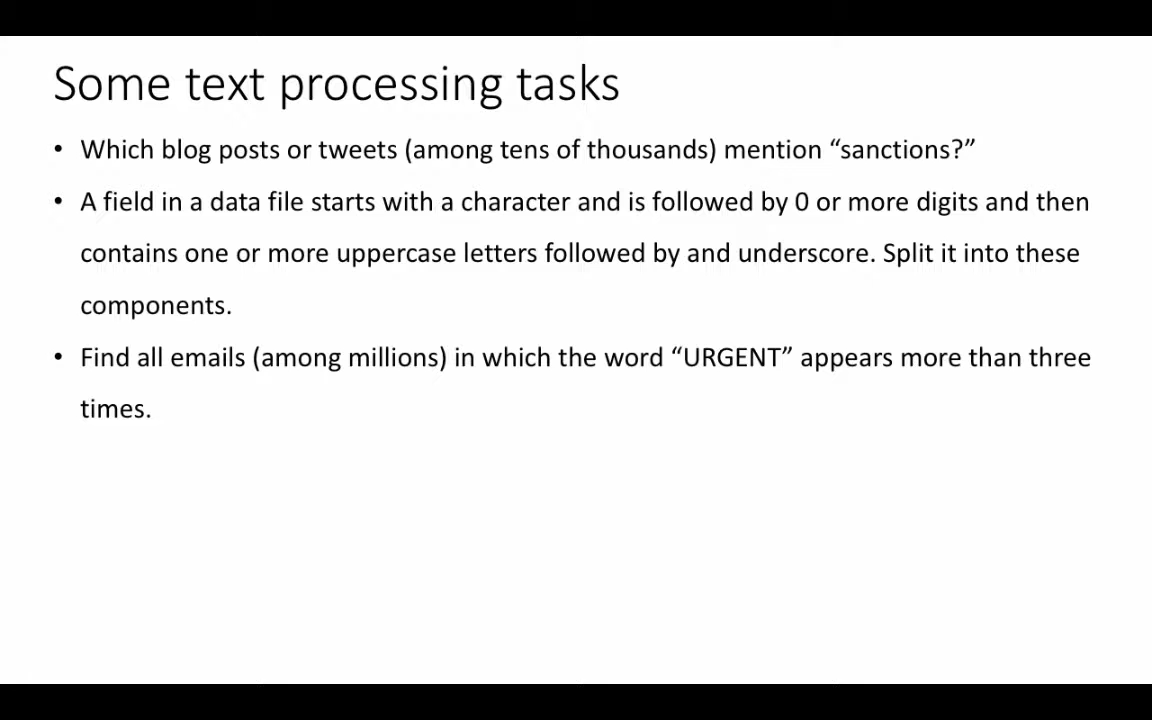 Some text processing tasks
• Which blog posts or tweets (among tens of thousands) mention “sanctions?”
• A field in a data file starts with a character and is followed by 0 or more digits and then
contains one or more uppercase letters followed by and underscore. Split it into these
components.
• Find all emails (among millions) in which the word “URGENT” appears more than three
times.